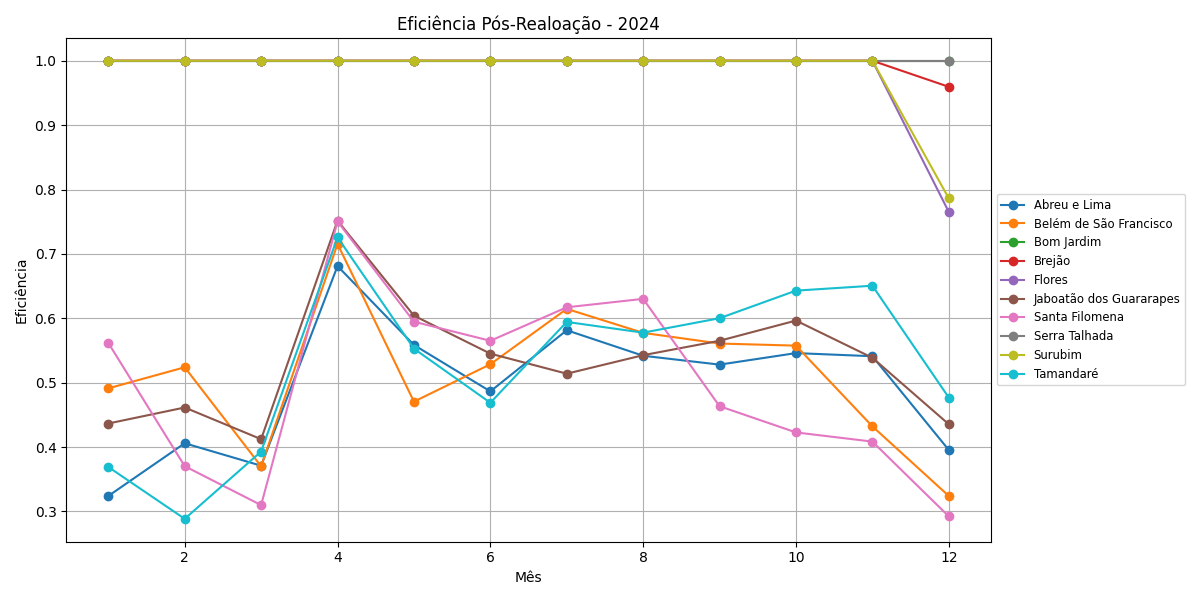 Eficiência Pós-Realoação - 2024
Eficiência
1.0
0.9
0.8
0.7
0.6
0.5
0.4
0.3
2
4
6
8
10
12
Mês
Abreu e Lima
Belém de São Francisco
Bom Jardim
Brejão
Flores
Jaboatão dos Guararapes
Santa Filomena
Serra Talhada
Surubim
Tamandaré